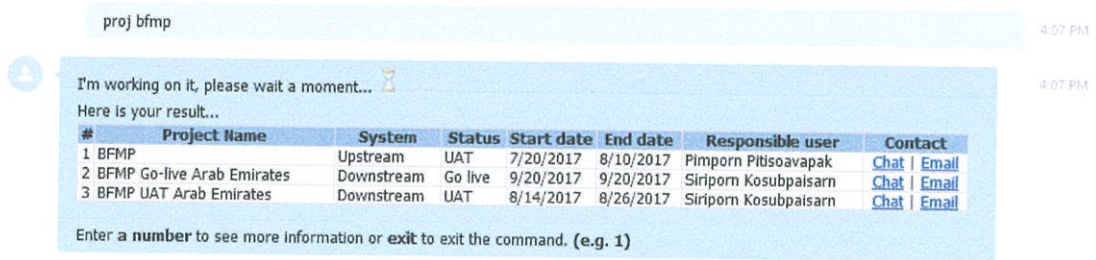 proj bfmp
4:07 PM
I'm working on it, please wait a moment...
4:07 PM
Here is your result...
# Project Name System Status Start date End date Responsible user Contact
1 BFMP Upstream UAT 7/20/2017 8/10/2017 Pimporn Pitisoavapak Chat | Email
2 BFMP Go-live Arab Emirates Downstream Go live 9/20/2017 9/20/2017 Siriporn Kosubpaisarn Chat | Email
3 BFMP UAT Arab Emirates Downstream UAT 8/14/2017 8/26/2017 Siriporn Kosubpaisarn Chat | Email
Enter a number to see more information or exit to exit the command. (e.g. 1)